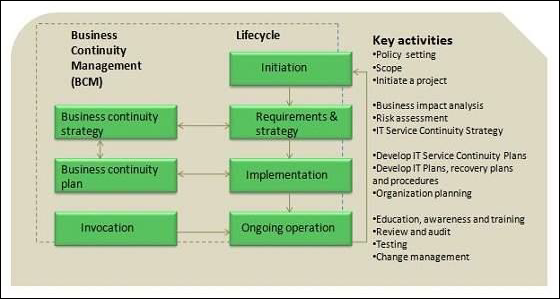 Business
Continuity
Management
(BCM)
Lifecycle
Key activities
Initiation
•Policy setting
•Scope
•Initiate a project
Business continuity
strategy
Requirements &
strategy
•Business impact analysis
•Risk assessment
•IT Service Continuity Strategy
Business continuity
plan
Implementation
•Develop IT Service Continuity Plans
•Develop IT Plans, recovery plans
and procedures
•Organization planning
Invocation
Ongoing operation
•Education, awareness and training
•Review and audit
•Testing
•Change management